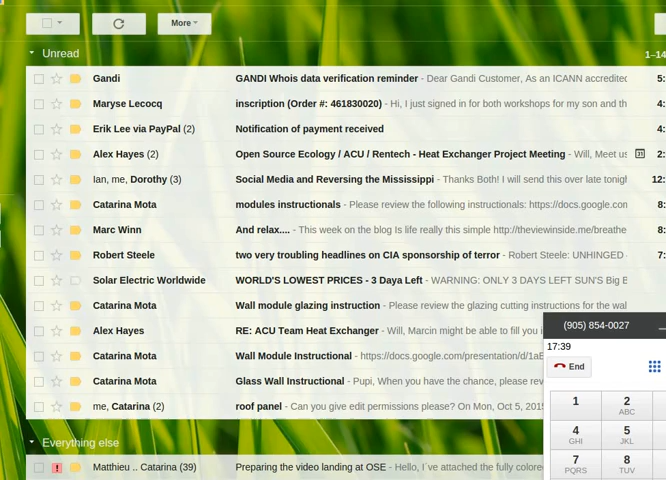 More
Unread
1–14
Gandi GANDI Whois data verification reminder - Dear Gandi Customer, As an ICANN accredited 5:
Maryse Lecocq inscription (Order #: 461830020) - Hi, I just signed in for both workshops for my son and th 4:
Erik Lee via PayPal (2) Notification of payment received 4:
Alex Hayes (2) Open Source Ecology / ACU / Rentech - Heat Exchanger Project Meeting - Will, Meet us 31 2:
Ian, me, Dorothy (3) Social Media and Reversing the Mississippi - Thanks Both! I will send this over late tonigh 12:
Catarina Mota modules instructionals - Please review the following instructionals: https://docs.google.com 8:
Marc Winn And relax.... - This week on the blog Is life really this simple http://theviewinside.me/breathe 8:
Robert Steele two very troubling headlines on CIA sponsorship of terror - Robert Steele: UNHINGED 7:
Solar Electric Worldwide WORLD'S LOWEST PRICES - 3 Daya Left - WARNING: ONLY 3 DAYS LEFT SUN'S Big B
Catarina Mota Wall module glazing instruction - Please review the glazing cutting instructions for the wal
Alex Hayes RE: ACU Team Heat Exchanger - Will, Marcin might be able to fill you i
Catarina Mota Wall Module Instructional - https://docs.google.com/presentation/d/1aE
Catarina Mota Glass Wall Instructional - Pupi, When you have the chance, please rev
me, Catarina (2) roof panel - Can you give edit permissions please? On Mon, Oct 5, 2015
Everything else
Matthieu .. Catarina (39) Preparing the video landing at OSE - Hello, I´ve attached the fully colored
(905) 854-0027
17:39
End
1 2
ABC
4 5
GHI JKL
7 8
PQRS TUV